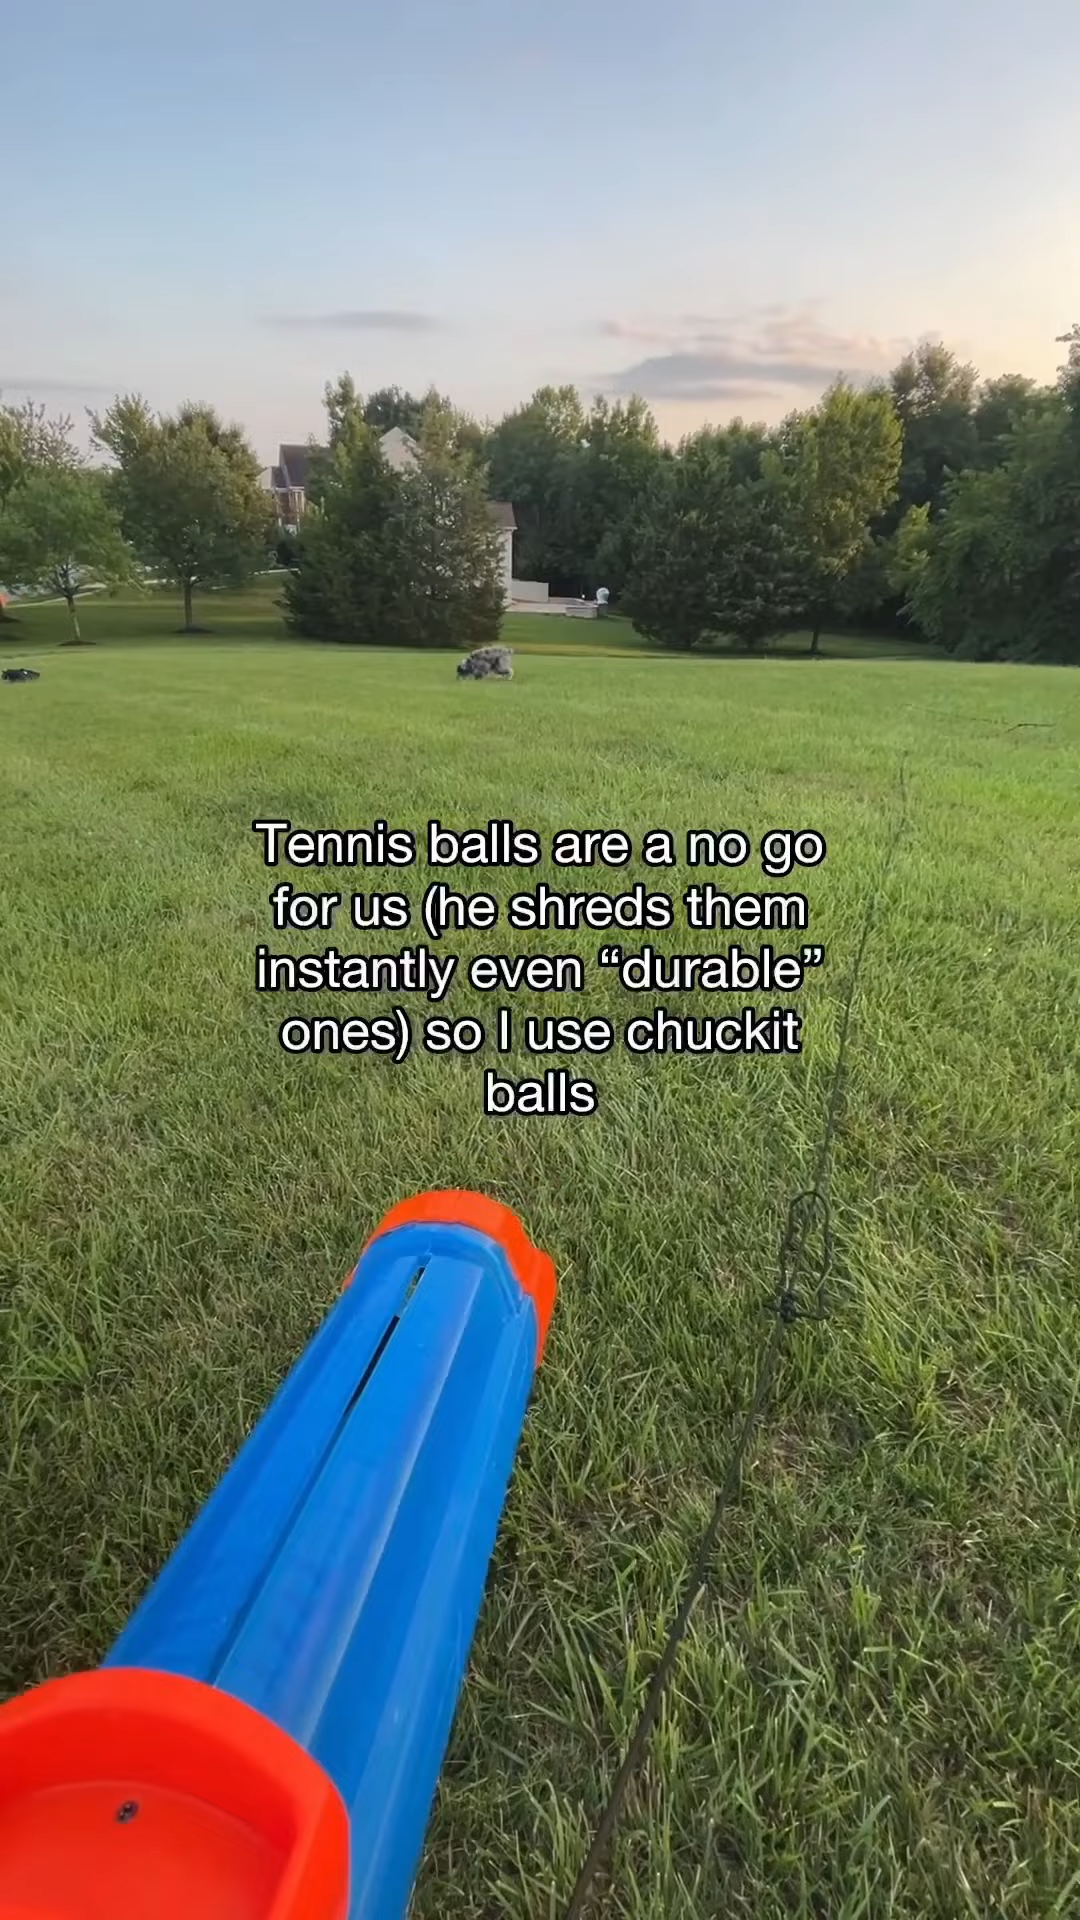 Tennis balls are a no go
for us (he shreds them
instantly even “durable”
ones) so I use chuckit
balls